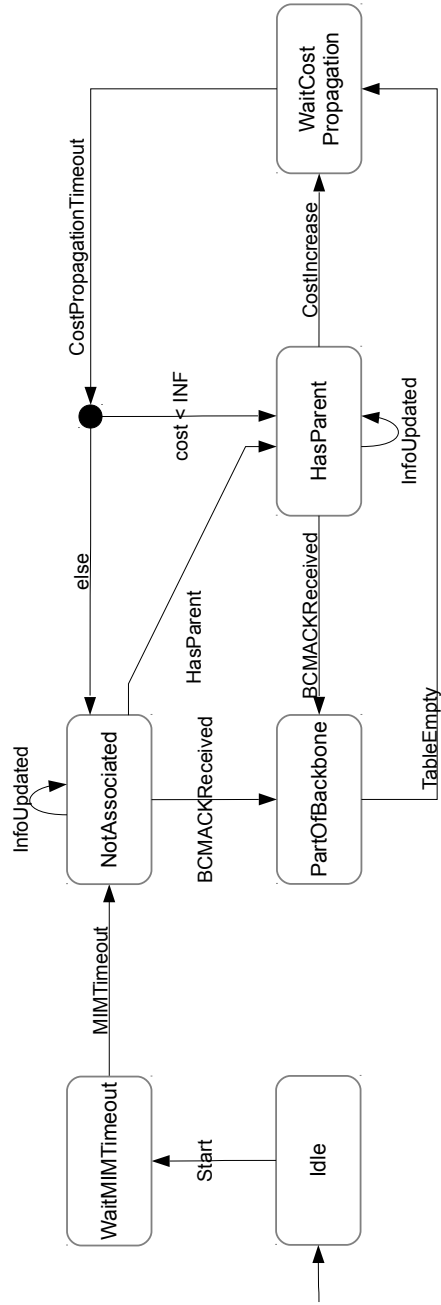 InfoUpdated
else
CostPropagationTimeout
WaitMIMTimeout
MIMTimeout
NotAssociated
HasParent
cost < INF
Start
BCMACKReceived
Idle
PartOfBackbone
BCMACKReceived
HasParent
CostIncrease
WaitCost
Propagation
InfoUpdated
TableEmpty